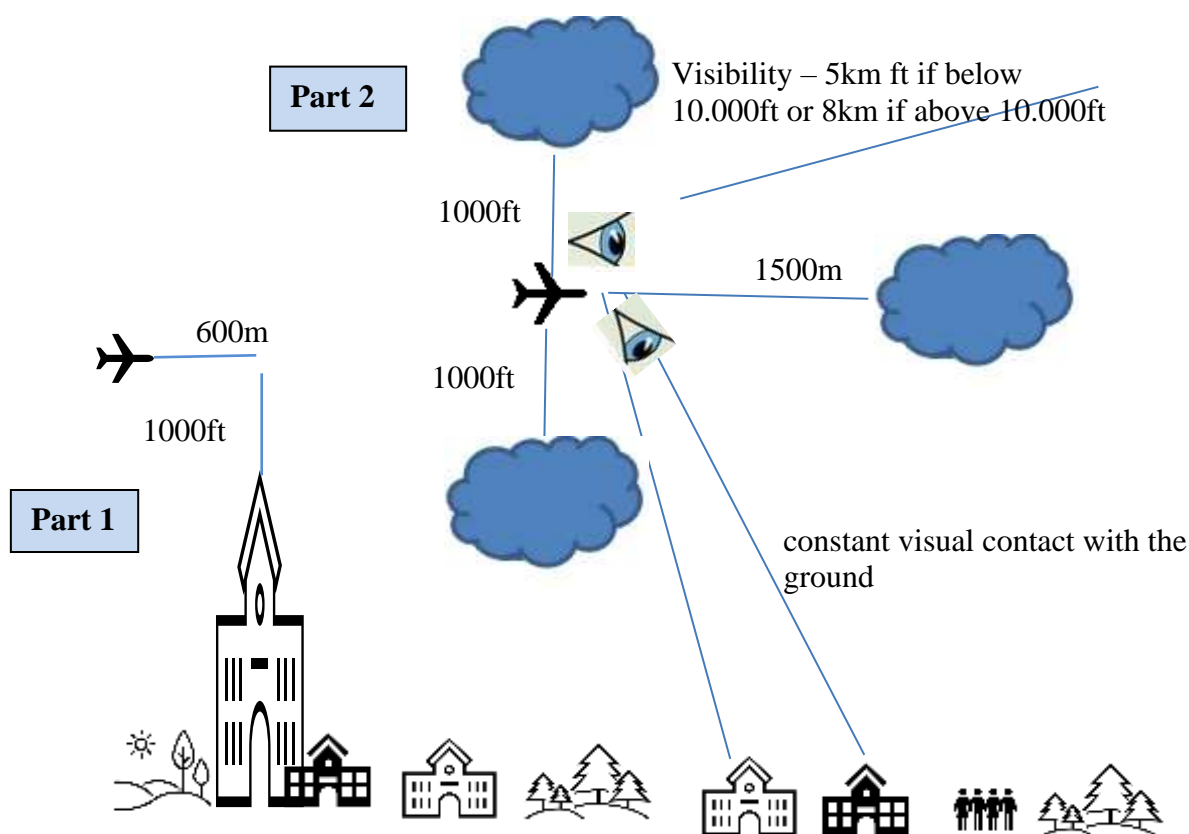 Part 2
Visibility – 5km ft if below
10.000ft or 8km if above 10.000ft
1000ft
1500m
600m
1000ft
1000ft
Part 1
constant visual contact with the
ground